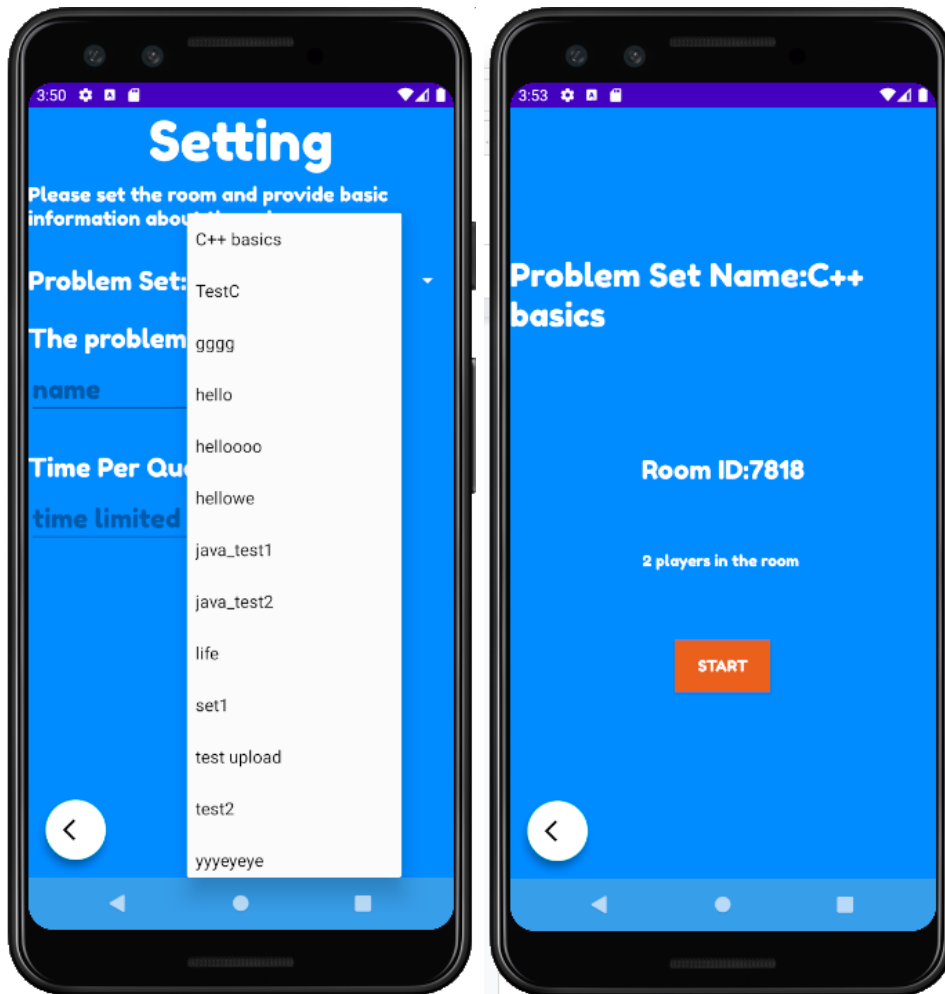 3:50
Setting
Please set the room and provide basic
information
Problem Set:
The problem
name
Time Per
time limited
C++ basics
TestC
gggg
hello
helloooo
hellowe
java_test1
java_test2
life
set1
test upload
test2
yyyeyeye
3:53
Problem Set Name:C++
basics
Room ID:7818
2 players in the room
START